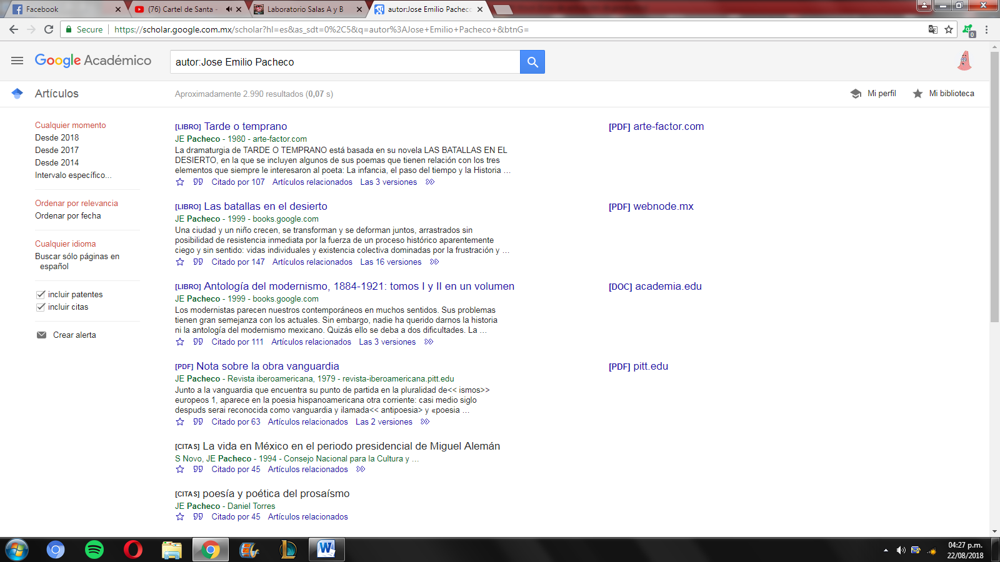 Facebook
(76) Cartel de Santa -
Laboratorio Salas A y B
autor:Jose Emilio Pacheco
Secure
https://scholar.google.com.mx/scholar?hl=es&as_sdt=0%2C5&q=autor%3AJose+Emilio+Pacheco+&btnG=
0
Google Académico
autor:Jose Emilio Pacheco
Artículos
Aproximadamente 2.990 resultados (0,07 s)
Mi perfil
Mi biblioteca
Cualquier momento
Desde 2018
Desde 2017
Desde 2014
Intervalo específico...
Ordenar por relevancia
Ordenar por fecha
Cualquier idioma
Buscar sólo páginas en
español
incluir patentes
incluir citas
Crear alerta
[LIBRO] Tarde o temprano
JE Pacheco - 1980 - arte-factor.com
La dramaturgia de TARDE O TEMPRANO está basada en su novela LAS BATALLAS EN EL
DESIERTO, en la que se incluyen algunos de sus poemas que tienen relación con los tres
elementos que siempre le interesaron al poeta: La infancia, el paso del tiempo y la Historia ...
Citado por 107 Artículos relacionados Las 3 versiones
[PDF] arte-factor.com
[LIBRO] Las batallas en el desierto
JE Pacheco - 1999 - books.google.com
Una ciudad y un niño crecen, se transforman y se deforman juntos, arrastrados sin
posibilidad de resistencia inmediata por la fuerza de un proceso histórico aparentemente
ciego y sin sentido: vidas individuales y existencia colectiva dominadas por la frustración y ...
Citado por 147 Artículos relacionados Las 16 versiones
[PDF] webnode.mx
[LIBRO] Antología del modernismo, 1884-1921: tomos I y II en un volumen
JE Pacheco - 1999 - books.google.com
Los modernistas parecen nuestros contemporáneos en muchos sentidos. Sus problemas
tienen gran semejanza con los actuales. Sin embargo, nadie ha querido darnos la historia
ni la antología del modernismo mexicano. Quizás ello se deba a dos dificultades. La ...
Citado por 111 Artículos relacionados Las 3 versiones
[DOC] academia.edu
[PDF] Nota sobre la obra vanguardia
JE Pacheco - Revista iberoamericana, 1979 - revista-iberoamericana.pitt.edu
Junto a la vanguardia que encuentra su punto de partida en la pluralidad de<< ismos>>
europeos 1, aparece en la poesia hispanoamericana otra corriente: casi medio siglo
despuds serai reconocida como vanguardia y ilamada<< antipoesia> y «poesia ...
Citado por 63 Artículos relacionados Las 2 versiones
[PDF] pitt.edu
[CITAS] La vida en México en el periodo presidencial de Miguel Alemán
S Novo, JE Pacheco - 1994 - Consejo Nacional para la Cultura y ...
Citado por 45 Artículos relacionados
[CITAS] poesía y poética del prosaísmo
JE Pacheco - Daniel Torres
Citado por 45 Artículos relacionados
04:27 p.m.
22/08/2018